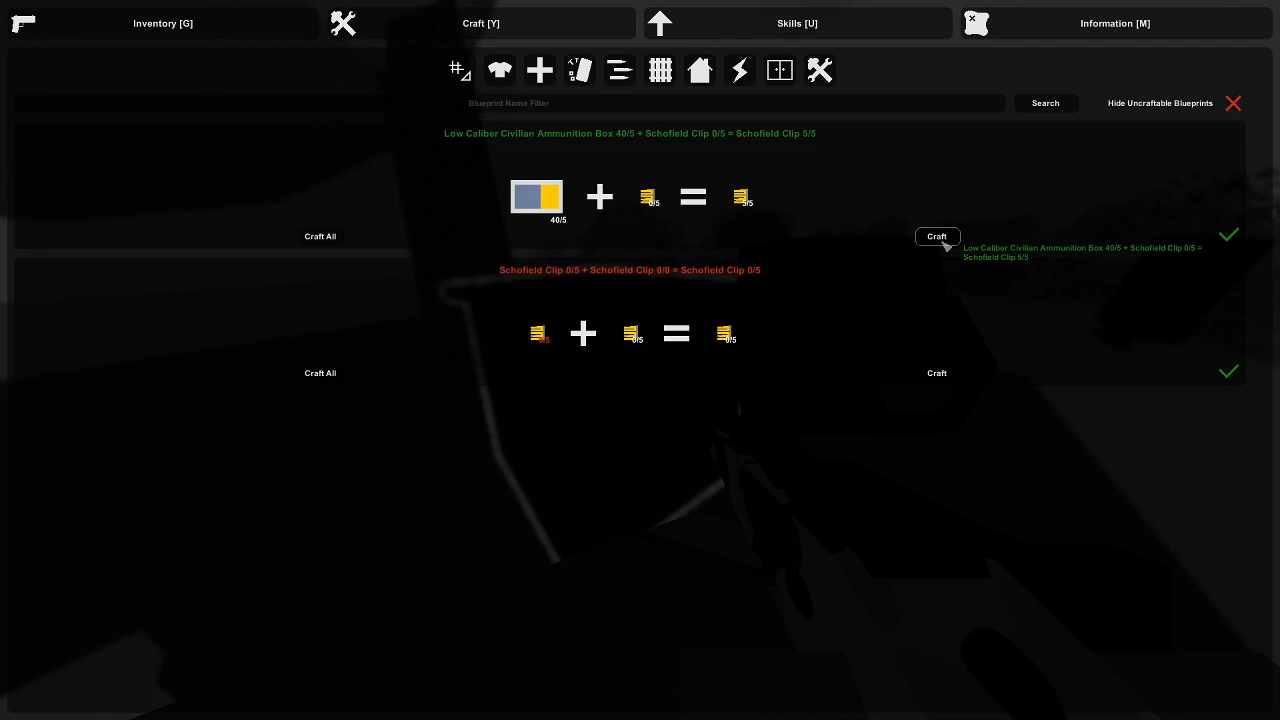 Inventory [G]
Craft [Y]
Skills [U]
Information [M]
Blueprint Name Filter
Search
Hide Uncraftable Blueprints
Low Caliber Civilian Ammunition Box 40/5 + Schofield Clip 0/5 = Schofield Clip 5/5
40/5
0/5
5/5
Craft All
Craft
Low Caliber Civilian Ammunition Box 40/5 + Schofield Clip 0/5 =
Schofield Clip 5/5
Schofield Clip 0/5 + Schofield Clip 0/0 = Schofield Clip 0/5
0/5
0/5
0/5
Craft All
Craft